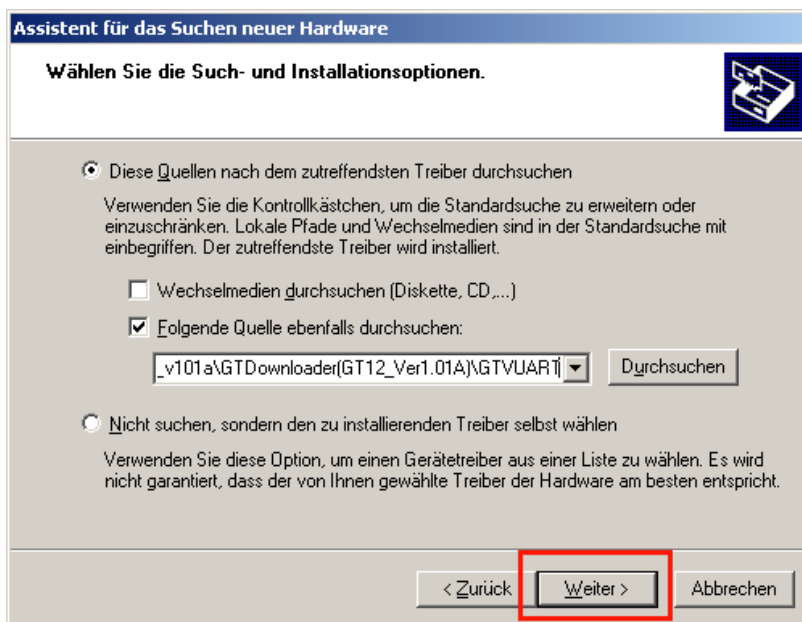 Assistent für das Suchen neuer Hardware
Wählen Sie die Such- und Installationsoptionen.
Diese Quellen nach dem zutreffendsten Treiber durchsuchen
Verwenden Sie die Kontrollkästchen, um die Standardsuche zu erweitern oder
einzuschränken. Lokale Pfade und Wechselmedien sind in der Standardsuche mit
einbegriffen. Der zutreffendste Treiber wird installiert.
Wechselmedien durchsuchen (Diskette, CD,...)
Folgende Quelle ebenfalls durchsuchen:
_v101a\GTDownloader(GT12_Ver1.01A)\GTVUART
Durchsuchen
Nicht suchen, sondern den zu installierenden Treiber selbst wählen
Verwenden Sie diese Option, um einen Gerätetreiber aus einer Liste zu wählen. Es wird
nicht garantiert, dass der von Ihnen gewählte Treiber der Hardware am besten entspricht.
< Zurück
Weiter >
Abbrechen